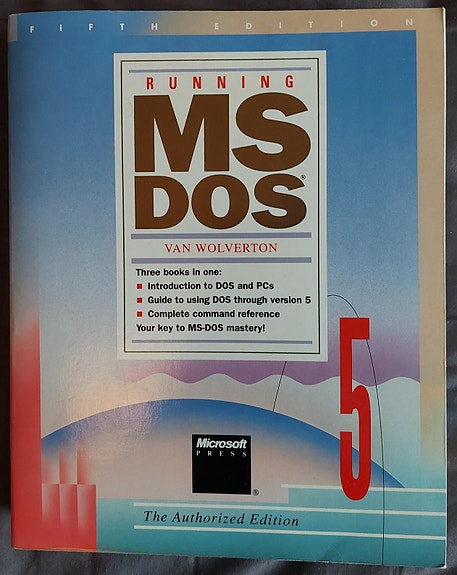 FIFTH EDITION
RUNNING
MS
DOS®
VAN WOLVERTON
Three books in one:
■ Introduction to DOS and PCs
■ Guide to using DOS through version 5
■ Complete command reference
Your key to MS-DOS mastery!
5
Microsoft
PRESS
®
The Authorized Edition